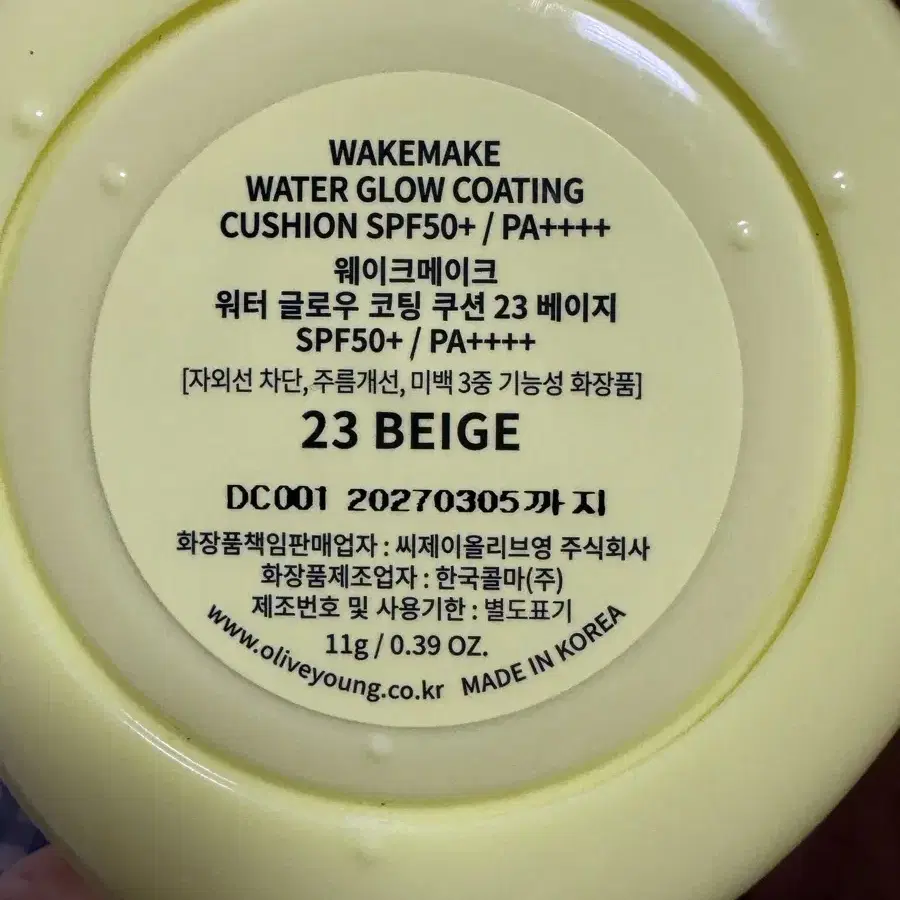 WAKEMAKE
WATER GLOW COATING
CUSHION SPF50+ / PA++++
웨이크메이크
워터 글로우 코팅 쿠션 23 베이지
SPF50+ / PA++++
[자외선 차단, 주름개선, 미백 3중 기능성 화장품]
23 BEIGE
DC001 20270305까지
화장품책임판매업자 : 씨제이올리브영 주식회사
화장품제조업자 : 한국콜마(주)
제조번호 및 사용기한 : 별도표기
11g / 0.39 OZ.
www.oliveyoung.co.kr MADE IN KOREA